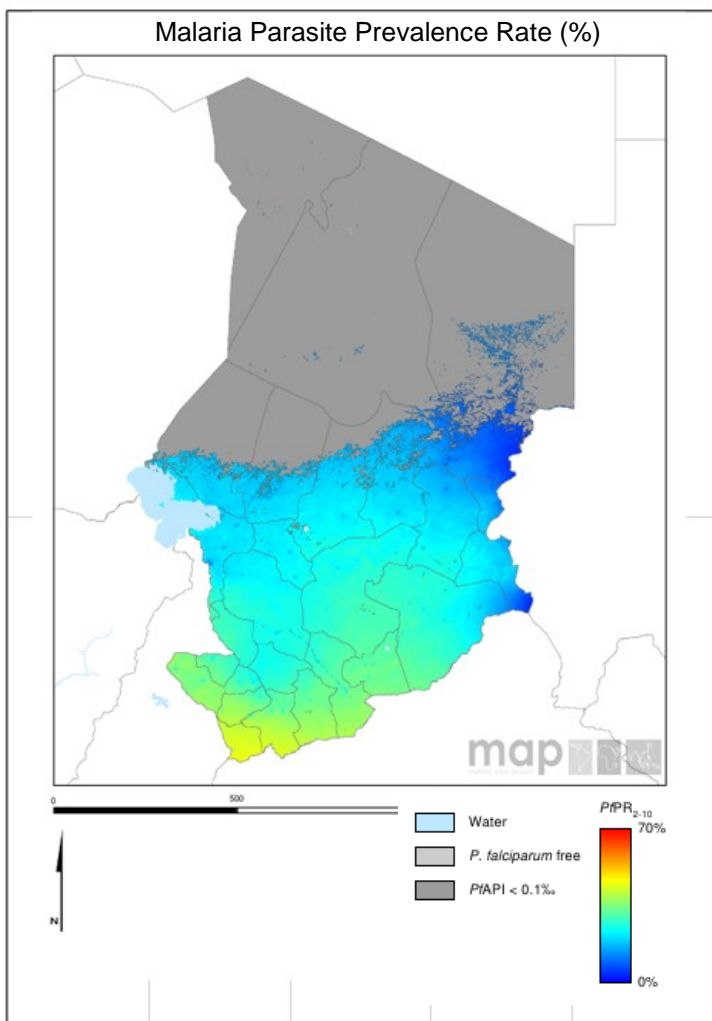 Malaria Parasite Prevalence Rate (%)
map
0 500
Water
P. falciparum free
PfAPI < 0.1‰
PfPR2-10
70%
0%
N